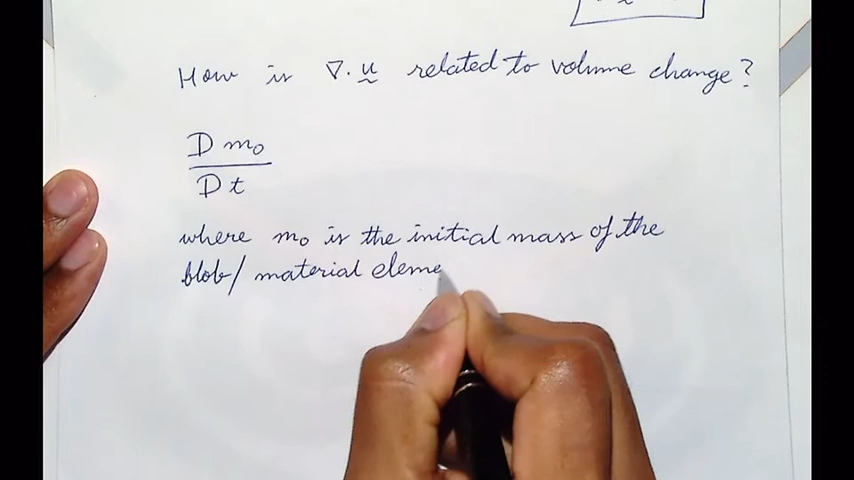 How is ∇. u related to volume change?
D m₀
D t
where m₀ is the initial mass of the
blob/ material eleme